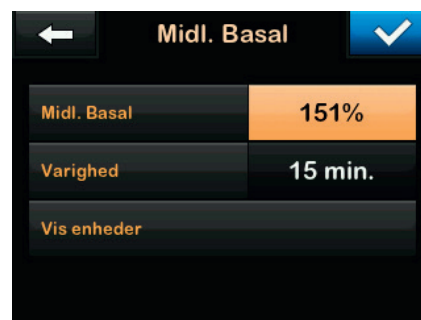 Midl. Basal
Midl. Basal 151%
Varighed 15 min.
Vis enheder